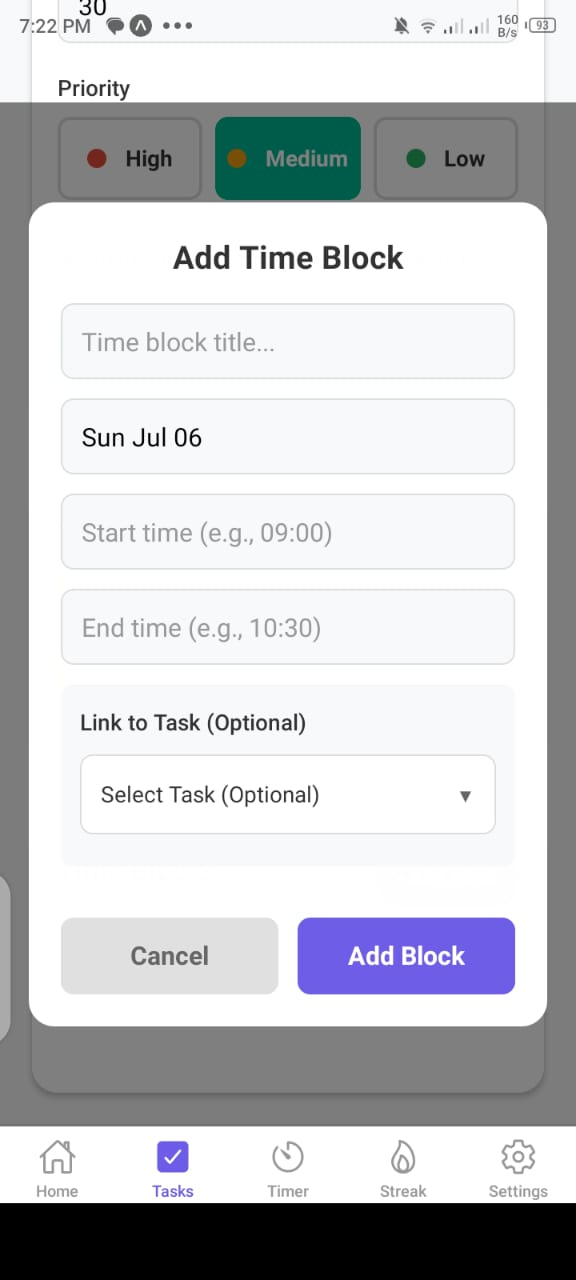 30
7:22 PM
160 B/s
93
Priority
High
Medium
Low
Add Time Block
Time block title...
Sun Jul 06
Start time (e.g., 09:00)
End time (e.g., 10:30)
Link to Task (Optional)
Select Task (Optional) ▼
Cancel
Add Block
Home
Tasks
Timer
Streak
Settings